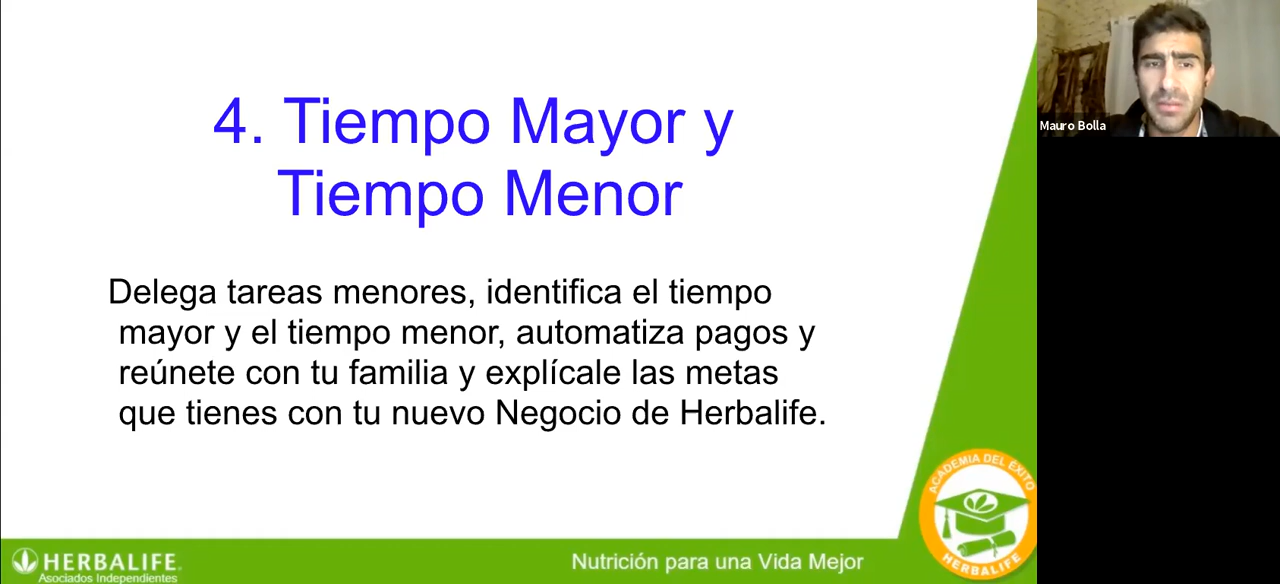 4. Tiempo Mayor y
Tiempo Menor
Delega tareas menores, identifica el tiempo
mayor y el tiempo menor, automatiza pagos y
reúnete con tu familia y explícale las metas
que tienes con tu nuevo Negocio de Herbalife.
Mauro Bolla
ACADEMIA DEL ÉXITO
HERBALIFE
HERBALIFE
Asociados Independientes
Nutrición para una Vida Mejor